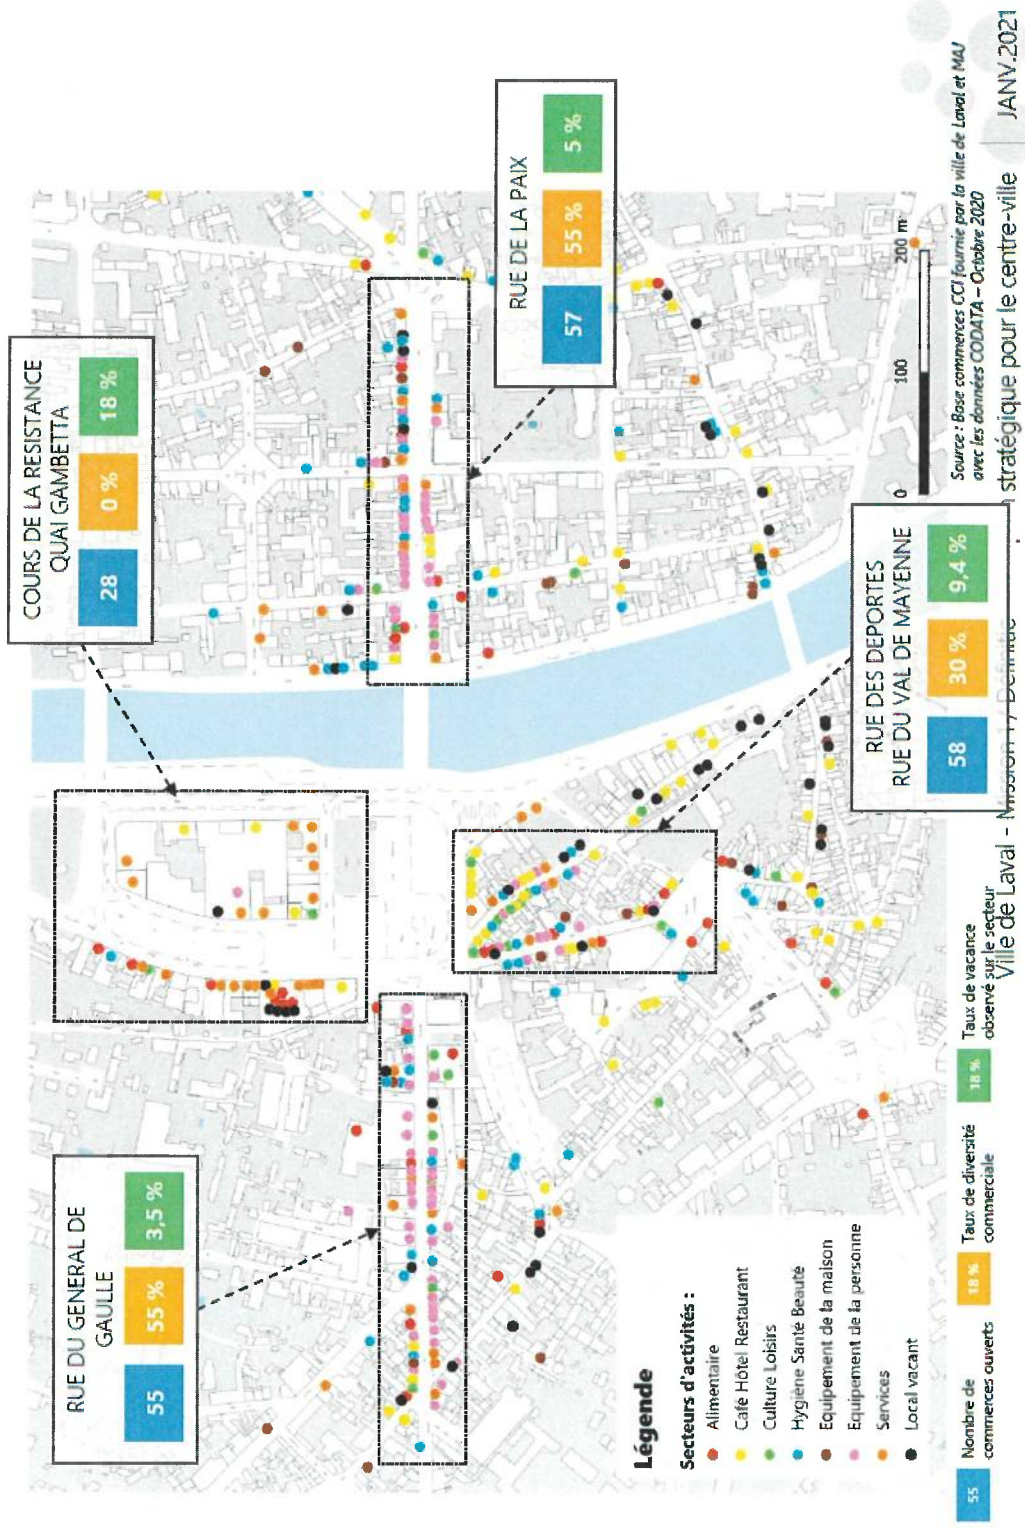 RUE DU GENERAL DE
GAULLE
55
55 %
3,5 %
COURS DE LA RESISTANCE
QUAI GAMBETTA
28
0 %
18 %
RUE DE LA PAIX
57
55 %
5 %
RUE DES DEPORTES
RUE DU VAL DE MAYENNE
58
30 %
9,4 %
Légende
Secteurs d'activités :
Alimentaire
Café Hôtel Restaurant
Culture Loisirs
Hygiène Santé Beauté
Equipement de la maison
Equipement de la personne
Services
Local vacant
0
100
200 m
Source : Base commerces CCI fournie par la ville de Laval et MAJ
avec les données CODATA – Octobre 2020
55
Nombre de
commerces ouverts
18 %
Taux de diversité
commerciale
18 %
Taux de vacance
observé sur le secteur
Ville de Laval - Mission 1 / Définitio
n stratégique pour le centre-ville
JANV.2021